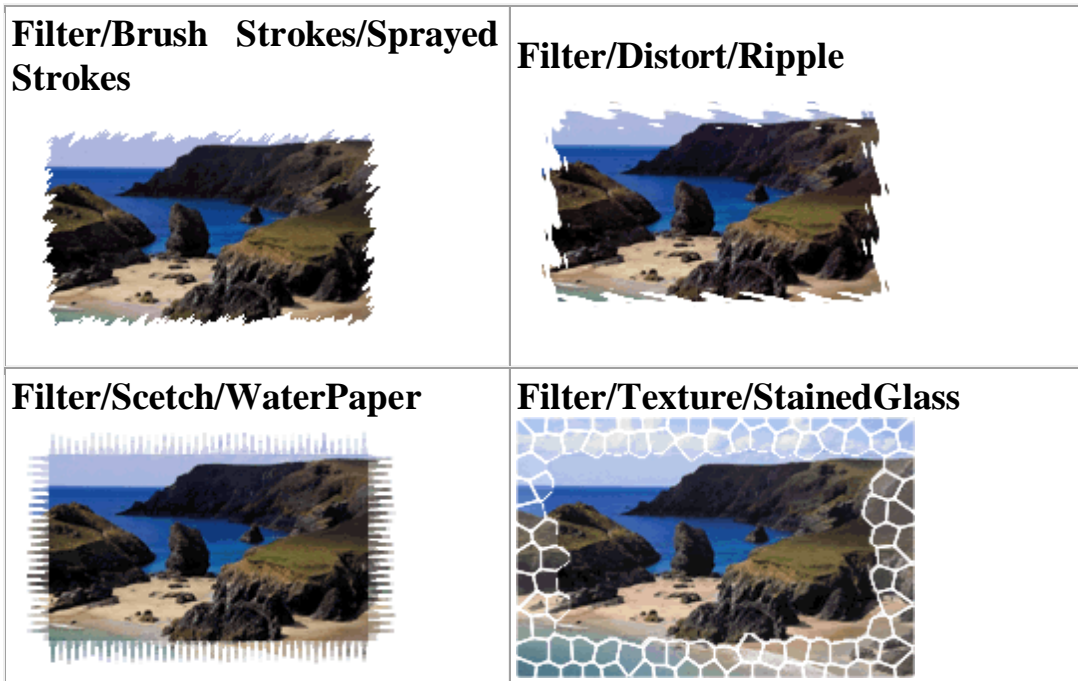 Filter/Brush Strokes/Sprayed
Strokes
Filter/Distort/Ripple
Filter/Scetch/WaterPaper
Filter/Texture/StainedGlass